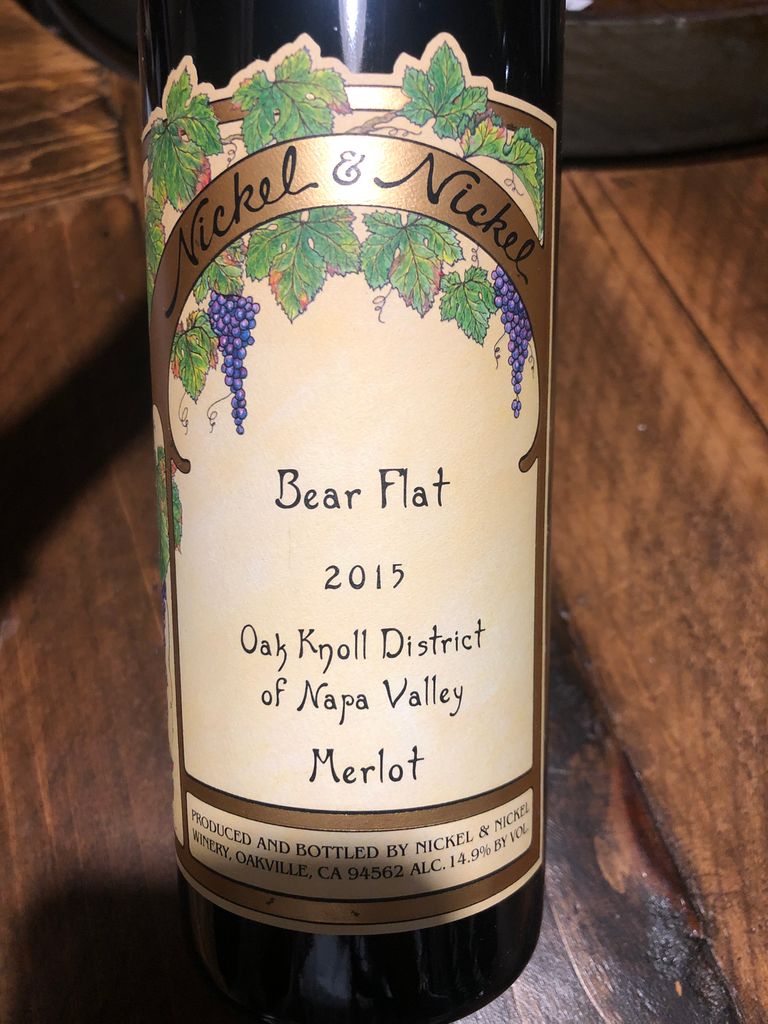 Nickel & Nickel
Bear Flat
2015
Oak Knoll District
of Napa Valley
Merlot
PRODUCED AND BOTTLED BY NICKEL & NICKEL
WINERY, OAKVILLE, CA 94562 ALC. 14.9% BY VOL.